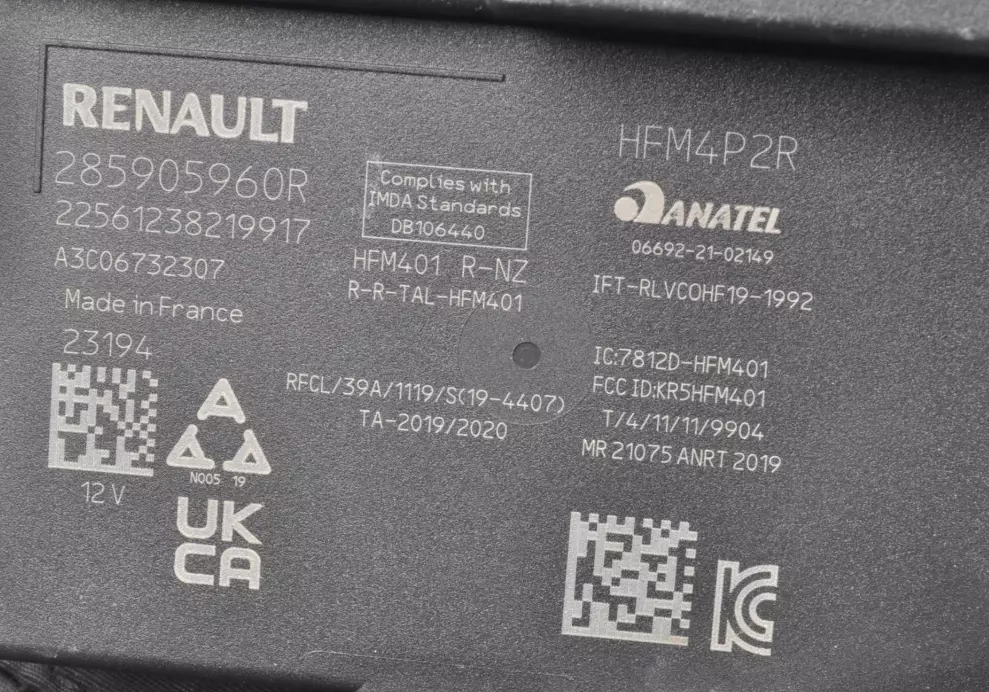 RENAULT
285905960R
22561238219917
A3C06732307
Made in France
23194
12 V
N005 19
UK
CA
Complies with
IMDA Standards
DB106440
HFM401 R-NZ
R-R-TAL-HFM401
RFCL/39A/1119/S(19-4407)
TA-2019/2020
HFM4P2R
ANATEL
06692-21-02149
IFT-RLVCOHF19-1992
IC:7812D-HFM401
FCC ID:KR5HFM401
T/4/11/11/9904
MR 21075 ANRT 2019